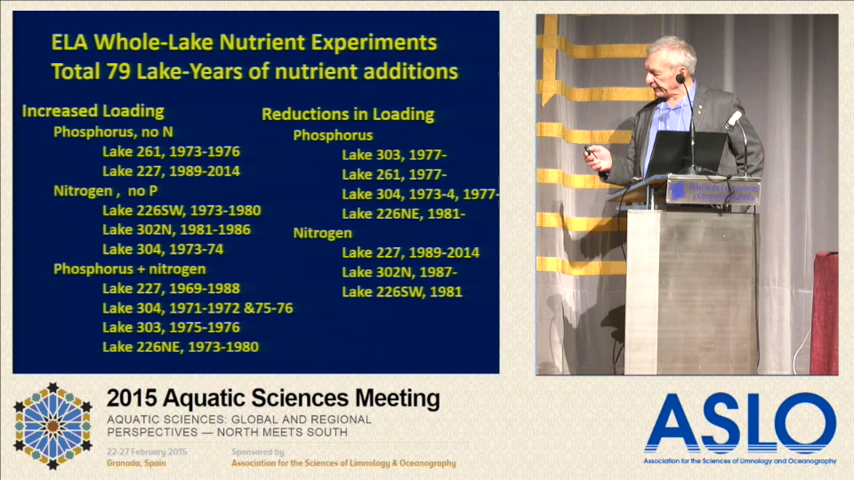 ELA Whole-Lake Nutrient Experiments
Total 79 Lake-Years of nutrient additions
Increased Loading
Phosphorus, no N
Lake 261, 1973-1976
Lake 227, 1989-2014
Nitrogen , no P
Lake 226SW, 1973-1980
Lake 302N, 1981-1986
Lake 304, 1973-74
Phosphorus + nitrogen
Lake 227, 1969-1988
Lake 304, 1971-1972 &75-76
Lake 303, 1975-1976
Lake 226NE, 1973-1980
Reductions in Loading
Phosphorus
Lake 303, 1977-
Lake 261, 1977-
Lake 304, 1973-4, 1977-
Lake 226NE, 1981-
Nitrogen
Lake 227, 1989-2014
Lake 302N, 1987-
Lake 226SW, 1981
2015 Aquatic Sciences Meeting
AQUATIC SCIENCES: GLOBAL AND REGIONAL
PERSPECTIVES — NORTH MEETS SOUTH
22-27 February 2015
Granada, Spain
Sponsored by
Association for the Sciences of Limnology & Oceanography
ASLO
Association for the Sciences of Limnology and Oceanography